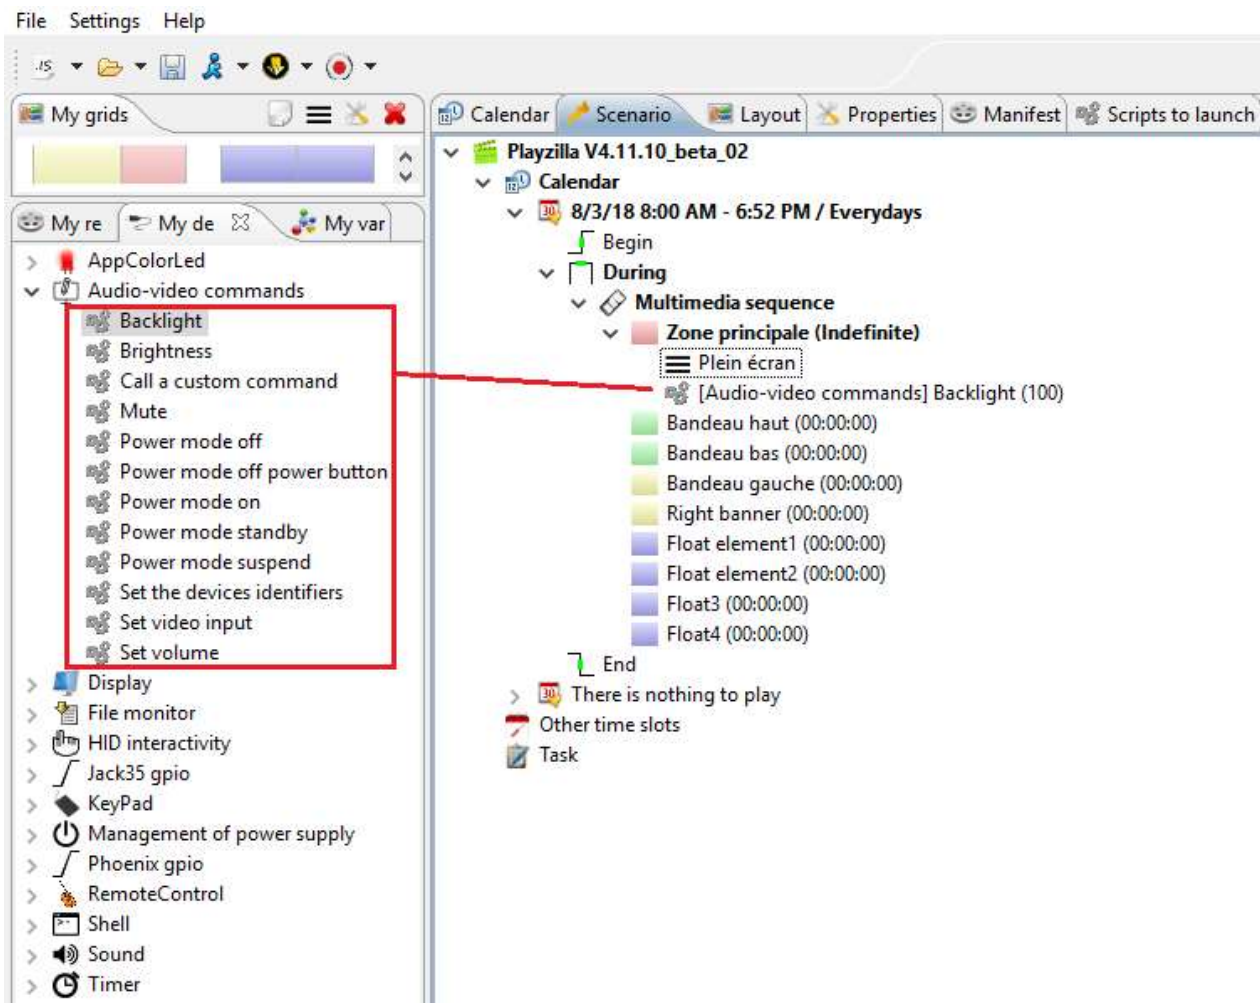 File Settings Help
My grids
Calendar Scenario Layout Properties Manifest Scripts to launch
My re My de My var
AppColorLed
Audio-video commands
Backlight
Brightness
Call a custom command
Mute
Power mode off
Power mode off power button
Power mode on
Power mode standby
Power mode suspend
Set the devices identifiers
Set video input
Set volume
Display
File monitor
HID interactivity
Jack35 gpio
KeyPad
Management of power supply
Phoenix gpio
RemoteControl
Shell
Sound
Timer
Playzilla V4.11.10_beta_02
Calendar
8/3/18 8:00 AM - 6:52 PM / Everydays
Begin
During
Multimedia sequence
Zone principale (Indefinite)
Plein écran
[Audio-video commands] Backlight (100)
Bandeau haut (00:00:00)
Bandeau bas (00:00:00)
Bandeau gauche (00:00:00)
Right banner (00:00:00)
Float element1 (00:00:00)
Float element2 (00:00:00)
Float3 (00:00:00)
Float4 (00:00:00)
End
There is nothing to play
Other time slots
Task